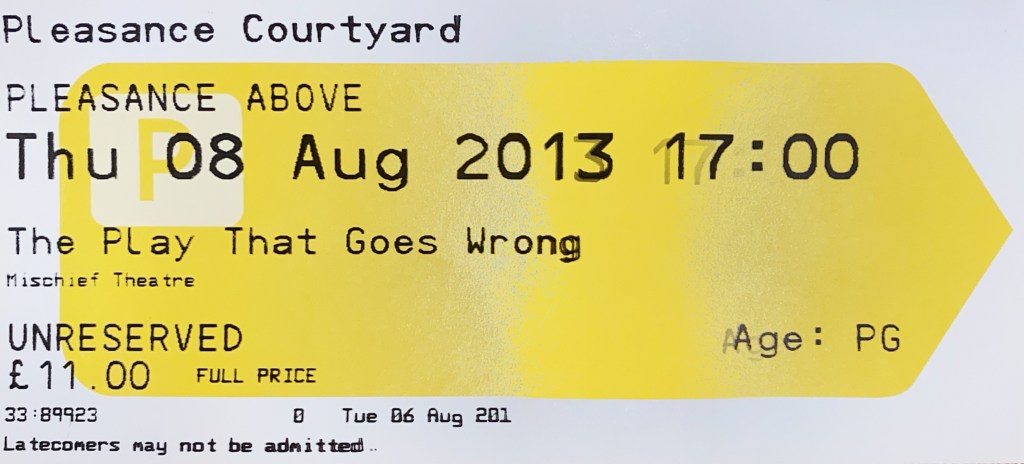 Pleasance Courtyard
PLEASANCE ABOVE
P
Thu 08 Aug 2013 17:00
The Play That Goes Wrong
Mischief Theatre
UNRESERVED
Age: PG
£11.00 FULL PRICE
33:89923 0 Tue 06 Aug 201
Latecomers may not be admitted..